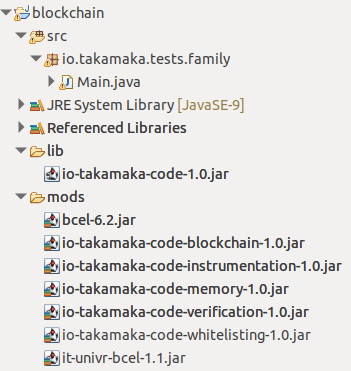 blockchain
src
io.takamaka.tests.family
Main.java
JRE System Library [JavaSE-9]
Referenced Libraries
lib
io-takamaka-code-1.0.jar
mods
bcel-6.2.jar
io-takamaka-code-blockchain-1.0.jar
io-takamaka-code-instrumentation-1.0.jar
io-takamaka-code-memory-1.0.jar
io-takamaka-code-verification-1.0.jar
io-takamaka-code-whitelisting-1.0.jar
it-univr-bcel-1.1.jar